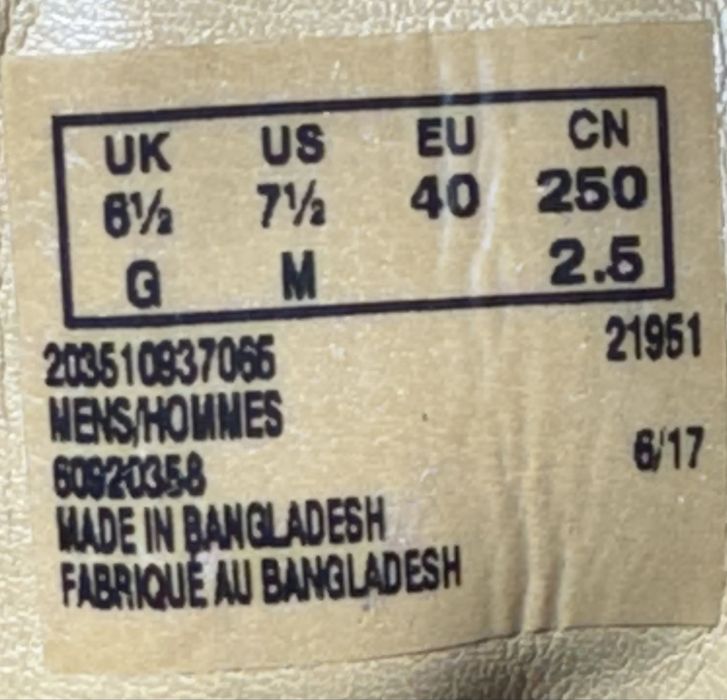 UK US EU CN
6½ 7½ 40 250
G M 2.5
203510937065 21951
MENS/HOMMES
60920358 6/17
MADE IN BANGLADESH
FABRIQUÉ AU BANGLADESH